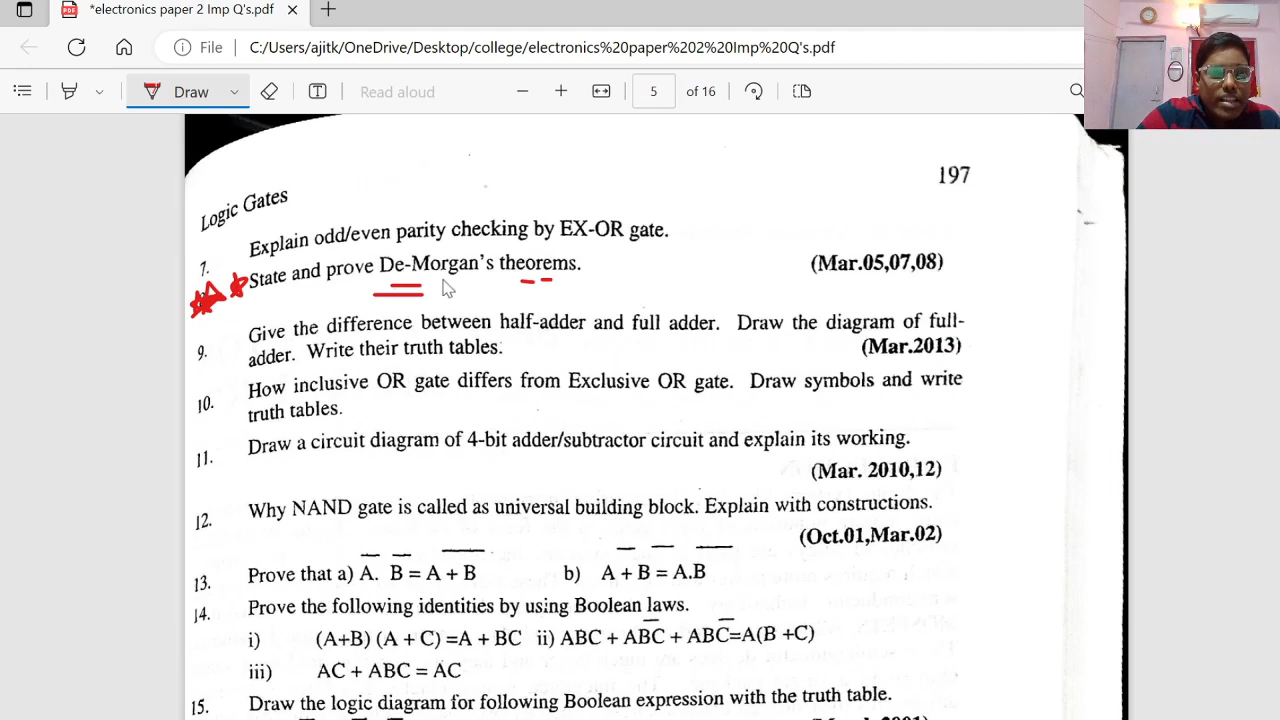 *electronics paper 2 Imp Q's.pdf
File C:/Users/ajitk/OneDrive/Desktop/college/electronics%20paper%202%20Imp%20Q's.pdf
Draw Read aloud 5 of 16
197
Logic Gates
7. Explain odd/even parity checking by EX-OR gate.
State and prove De-Morgan's theorems. (Mar.05,07,08)
9. Give the difference between half-adder and full adder. Draw the diagram of full-
adder. Write their truth tables: (Mar.2013)
10. How inclusive OR gate differs from Exclusive OR gate. Draw symbols and write
truth tables.
11. Draw a circuit diagram of 4-bit adder/subtractor circuit and explain its working.
(Mar. 2010,12)
12. Why NAND gate is called as universal building block. Explain with constructions.
(Oct.01,Mar.02)
13. Prove that a) A̅. B̅ = A̅ ̅+̅ ̅B̅ b) A̅ + B̅ = A̅.̅B̅
14. Prove the following identities by using Boolean laws.
i) (A+B) (A + C) =A + BC ii) ABC + AB̅C + ABC̅=A(B +C)
iii) AC + ABC = AC
15. Draw the logic diagram for following Boolean expression with the truth table.